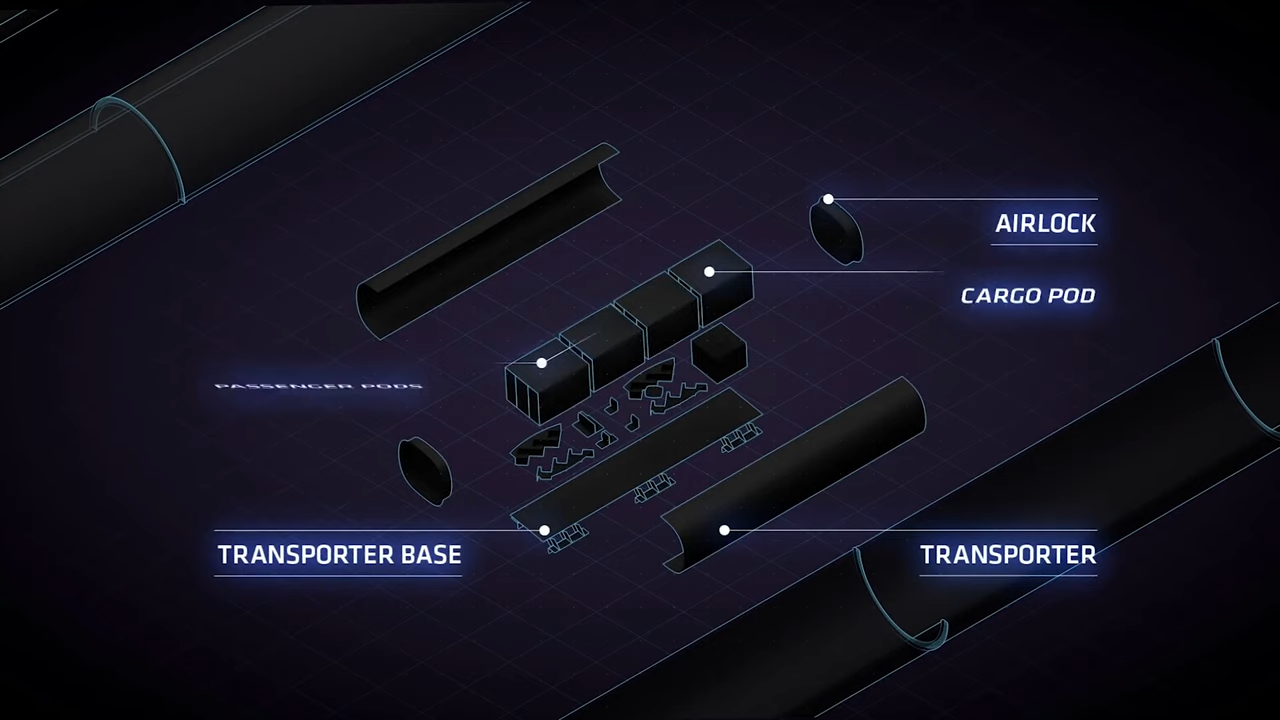 AIRLOCK
CARGO POD
PASSENGER PODS
TRANSPORTER BASE
TRANSPORTER